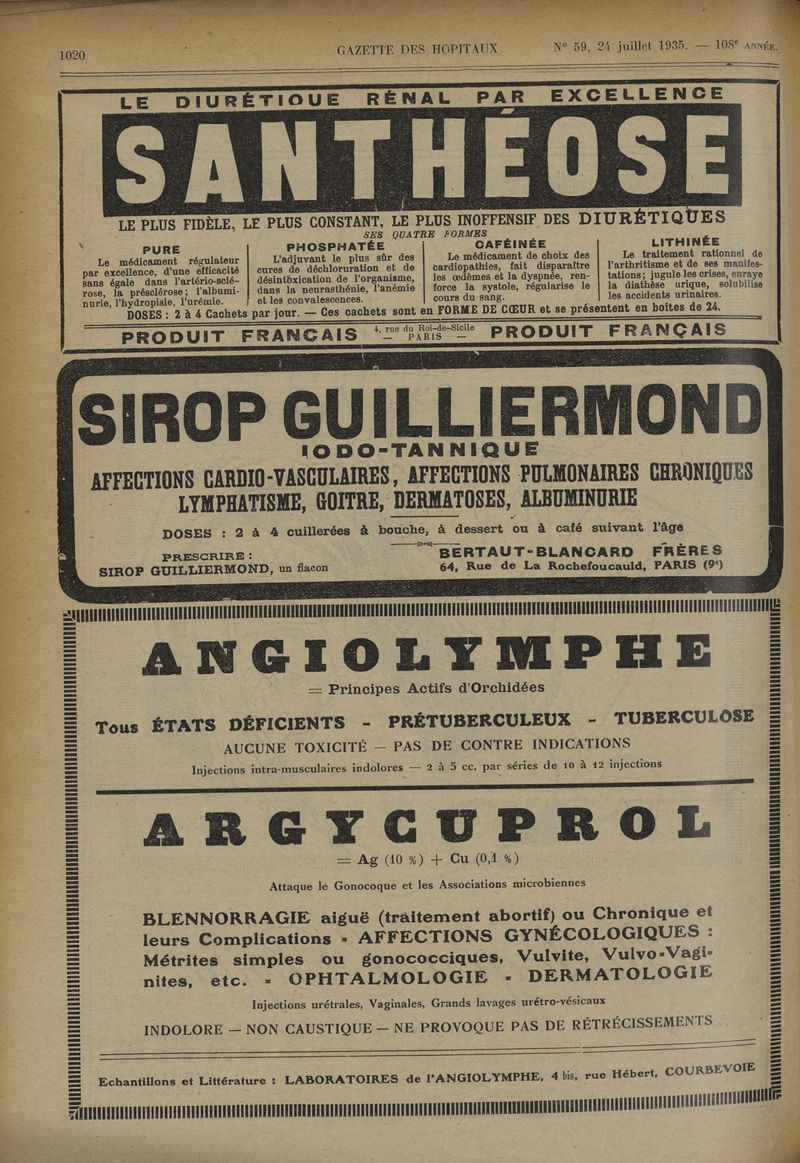 1020
GAZETTE DES HOPITAUX
N° 59, 24 juillet 1935. — 108e ANNÉE.
LE DIURÉTIQUE RÉNAL PAR EXCELLENCE
SANTHÉOSE
LE PLUS FIDÈLE, LE PLUS CONSTANT, LE PLUS INOFFENSIF DES DIURÉTIQUES
SES QUATRE FORMES
PURE
Le médicament régulateur
par excellence, d'une efficacité
sans égale dans l'artério-sclé-
rose, la présclérose; l'albumi-
nurie, l'hydropisie, l'urémie.
PHOSPHATÉE
L'adjuvant le plus sûr des
cures de déchloruration et de
désintoxication de l'organisme,
dans la neurasthénie, l'anémie
et les convalescences.
CAFÉINÉE
Le médicament de choix des
cardiopathies, fait disparaître
les œdèmes et la dyspnée, ren-
force la systole, régularise le
cours du sang.
LITHINÉE
Le traitement rationnel de
l'arthritisme et de ses manifes-
tations; jugule les crises, enraye
la diathèse urique, solubilise
les accidents urinaires.
DOSES : 2 à 4 Cachets par jour. — Ces cachets sont en FORME DE CŒUR et se présentent en boites de 24.
PRODUIT FRANÇAIS 4, rue du Roi-de-Sicile PRODUIT FRANÇAIS
— PARIS —
SIROP GUILLIERMOND
IODO-TANNIQUE
AFFECTIONS CARDIO-VASCULAIRES, AFFECTIONS PULMONAIRES CHRONIQUES
LYMPHATISME, GOITRE, DERMATOSES, ALBUMINURIE
DOSES : 2 à 4 cuillerées à bouche, à dessert ou à café suivant l'âge
PRESCRIRE :
SIROP GUILLIERMOND, un flacon
BERTAUT-BLANCARD FRÈRES
64, Rue de La Rochefoucauld, PARIS (9e)
ANGIOLYMPHE
= Principes Actifs d'Orchidées
Tous ÉTATS DÉFICIENTS - PRÉTUBERCULEUX - TUBERCULOSE
AUCUNE TOXICITÉ — PAS DE CONTRE INDICATIONS
Injections intra-musculaires indolores — 2 à 5 cc. par séries de 10 à 12 injections
ARGYCUPROL
= Ag (10 %) + Cu (0,1 %)
Attaque le Gonocoque et les Associations microbiennes
BLENNORRAGIE aiguë (traitement abortif) ou Chronique et
leurs Complications - AFFECTIONS GYNÉCOLOGIQUES :
Métrites simples ou gonococciques, Vulvite, Vulvo-Vagi-
nites, etc. - OPHTALMOLOGIE - DERMATOLOGIE
Injections urétrales, Vaginales, Grands lavages urétro-vésicaux
INDOLORE — NON CAUSTIQUE — NE PROVOQUE PAS DE RÉTRÉCISSEMENTS
Echantillons et Littérature : LABORATOIRES de l'ANGIOLYMPHE, 4 bis, rue Hébert, COURBEVOIE